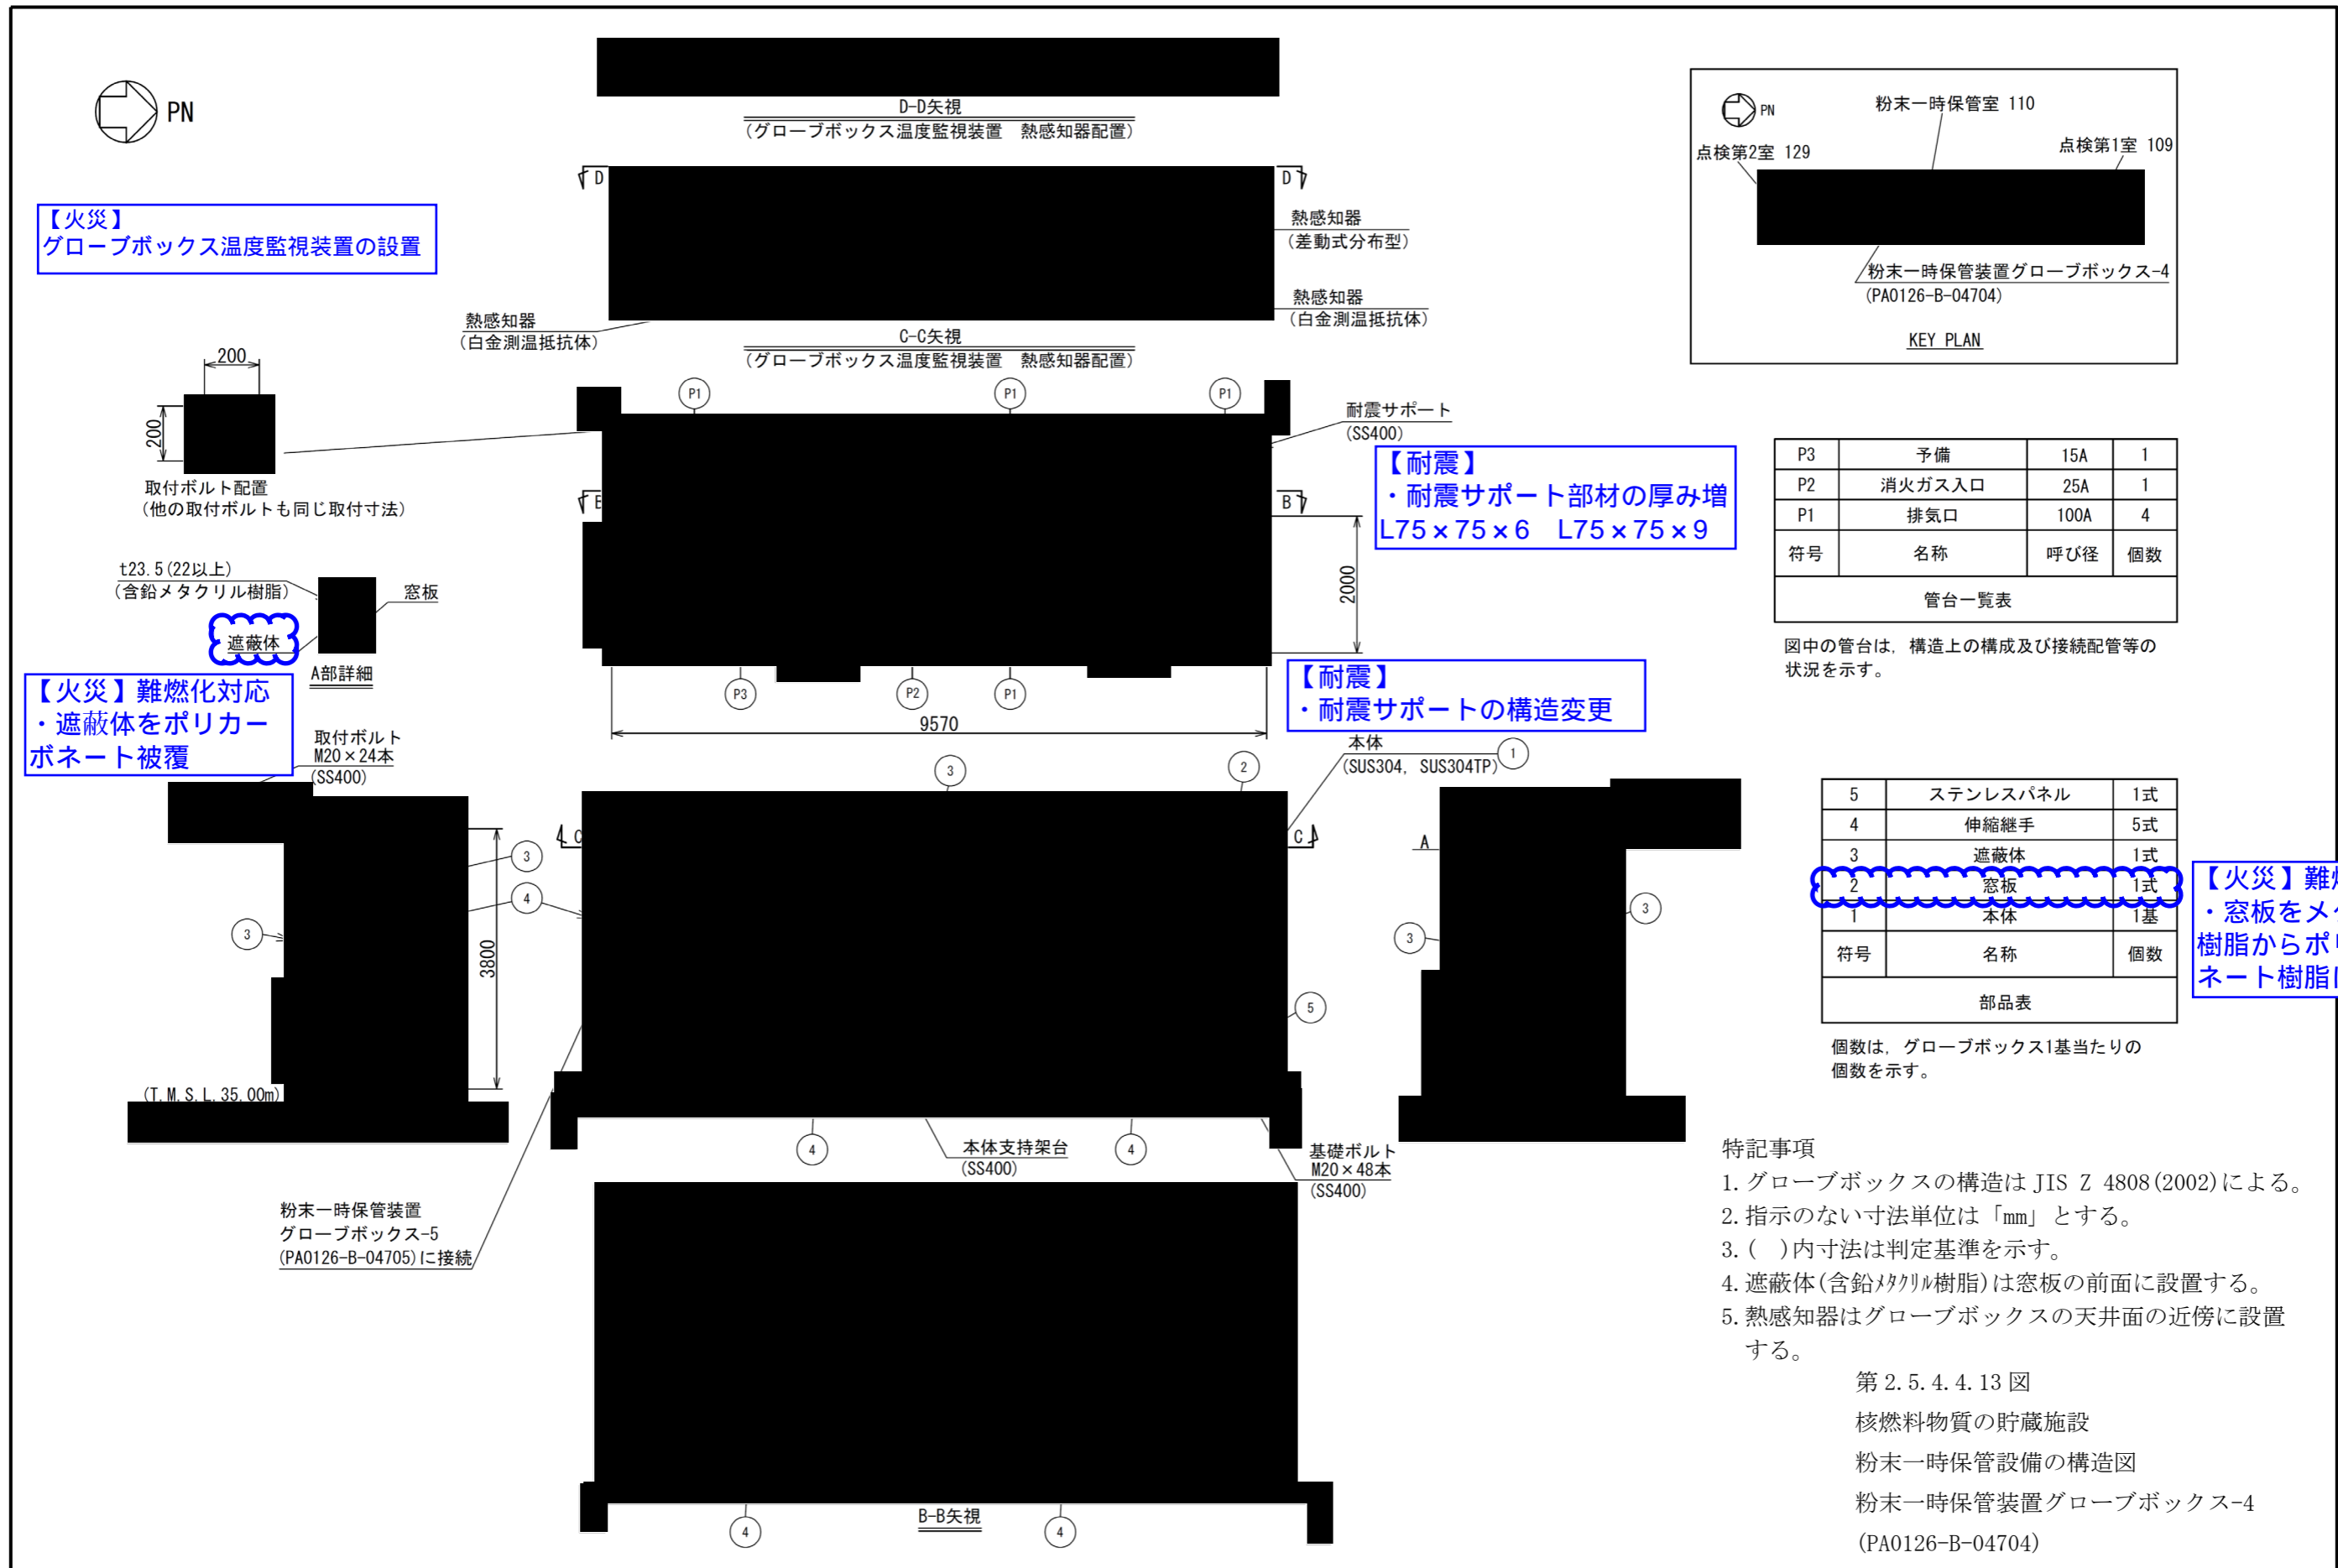 D-D矢視
(グローブボックス温度監視装置 熱感知器配置)
PN
【火災】
グローブボックス温度監視装置の設置
D
D
熱感知器
(差動式分布型)
熱感知器
(白金測温抵抗体)
熱感知器
(白金測温抵抗体)
C-C矢視
(グローブボックス温度監視装置 熱感知器配置)
PN
粉末一時保管室 110
点検第2室 129
点検第1室 109
粉末一時保管装置グローブボックス-4
(PA0126-B-04704)
KEY PLAN
200
200
取付ボルト配置
(他の取付ボルトも同じ取付寸法)
P1
P1
P1
耐震サポート
(SS400)
【耐震】
・耐震サポート部材の厚み増
L75×75×6 L75×75×9
B
2000
P3 予備 15A 1
P2 消火ガス入口 25A 1
P1 排気口 100A 4
符号 名称 呼び径 個数
管台一覧表
図中の管台は, 構造上の構成及び接続配管等の
状況を示す。
t23.5(22以上)
(含鉛メタクリル樹脂)
窓板
遮蔽体
A部詳細
【火災】難燃化対応
・遮蔽体をポリカー
ボネート被覆
P3
P2
P1
9570
【耐震】
・耐震サポートの構造変更
取付ボルト
M20×24本
(SS400)
3
2
本体
(SUS304, SUS304TP)
1
C
C
A
3
4
3
3800
(T.M.S.L.35.00m)
3
3
5
5 ステンレスパネル 1式
4 伸縮継手 5式
3 遮蔽体 1式
2 窓板 1式
1 本体 1基
符号 名称 個数
部品表
個数は, グローブボックス1基当たりの
個数を示す。
【火災】
・窓板をメ
樹脂からポ
ネート樹脂
4
本体支持架台
(SS400)
4
基礎ボルト
M20×48本
(SS400)
粉末一時保管装置
グローブボックス-5
(PA0126-B-04705)に接続
4
B-B矢視
4
特記事項
1. グローブボックスの構造は JIS Z 4808(2002)による。
2. 指示のない寸法単位は「mm」とする。
3. ( )内寸法は判定基準を示す。
4. 遮蔽体(含鉛メタクリル樹脂)は窓板の前面に設置する。
5. 熱感知器はグローブボックスの天井面の近傍に設置
する。
第 2.5.4.4.13 図
核燃料物質の貯蔵施設
粉末一時保管設備の構造図
粉末一時保管装置グローブボックス-4
(PA0126-B-04704)